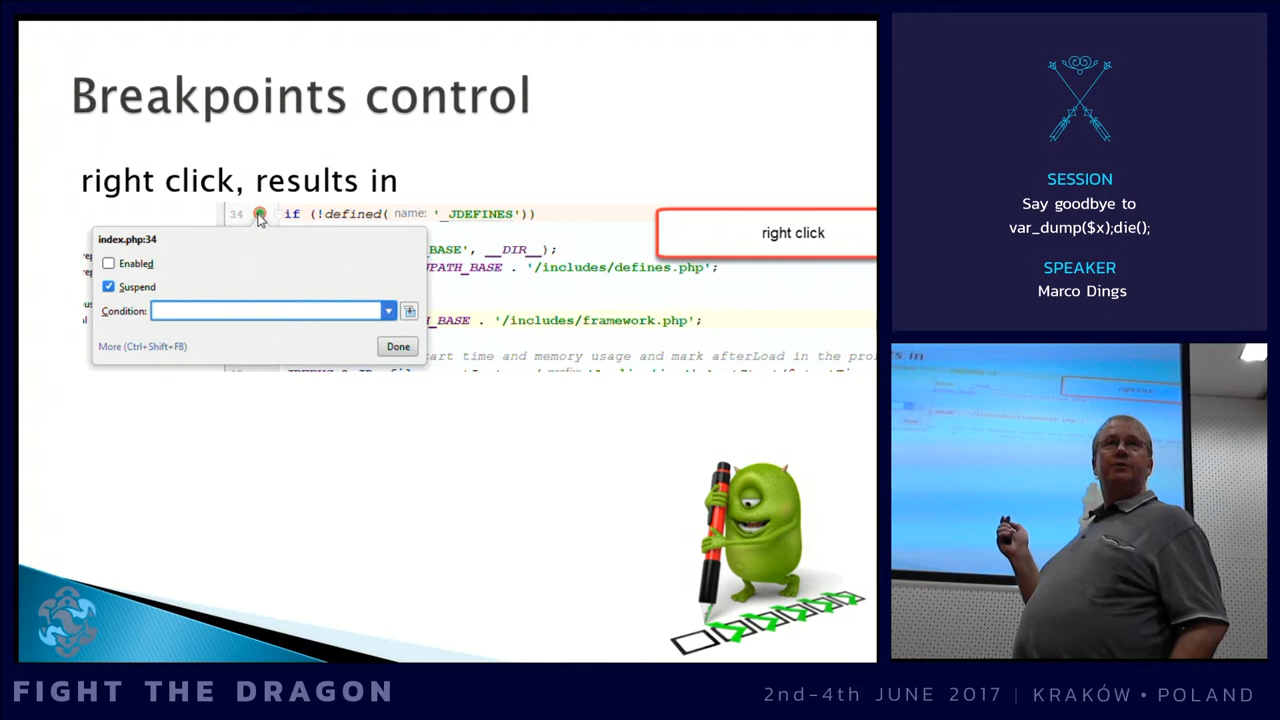 Breakpoints control
right click, results in
34 if (!defined( name: '_JDEFINES'))
right click
index.php:34
Enabled
BASE', __DIR__);
PATH_BASE . '/includes/defines.php';
Suspend
Condition:
_BASE . '/includes/framework.php';
More (Ctrl+Shift+F8)
Done
tart time and memory usage and mark afterLoad in the pro
SESSION
Say goodbye to
var_dump($x);die();
SPEAKER
Marco Dings
right click
FIGHT THE DRAGON
2nd-4th JUNE 2017 | KRAKÓW • POLAND